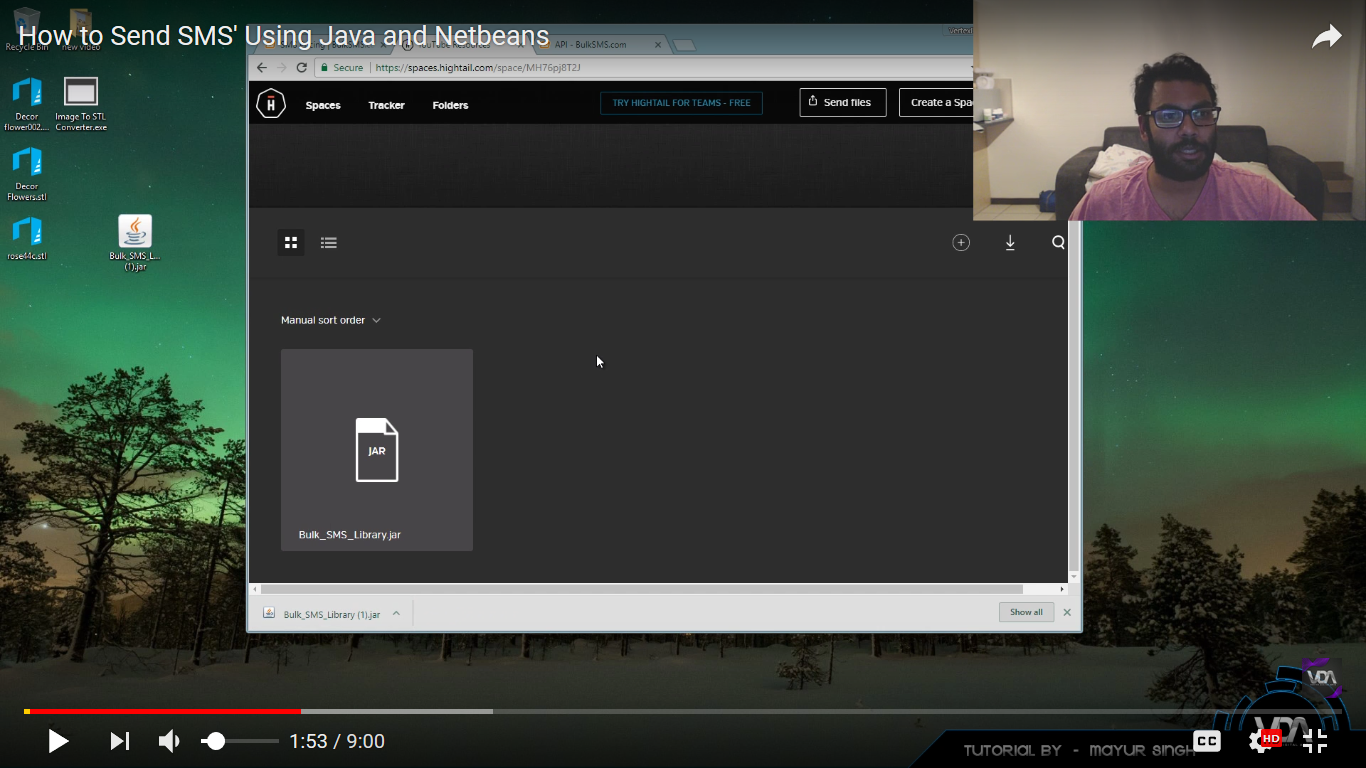 How to Send SMS' Using Java and Netbeans
Recycle Bin
new video
API - BulkSMS.com
Secure
https://spaces.hightail.com/space/MH76pj8T2J
Decor
flower002....
Image To STL
Converter.exe
Spaces
Tracker
Folders
TRY HIGHTAIL FOR TEAMS - FREE
Send files
Create a Spa
Decor
Flowers.stl
rose44c.stl
Bulk_SMS_L...
(1).jar
Manual sort order
JAR
Bulk_SMS_Library.jar
Bulk_SMS_Library (1).jar
Show all
VDA
VDA
1:53 / 9:00
CC
HD
TUTORIAL BY - MAYUR SINGH